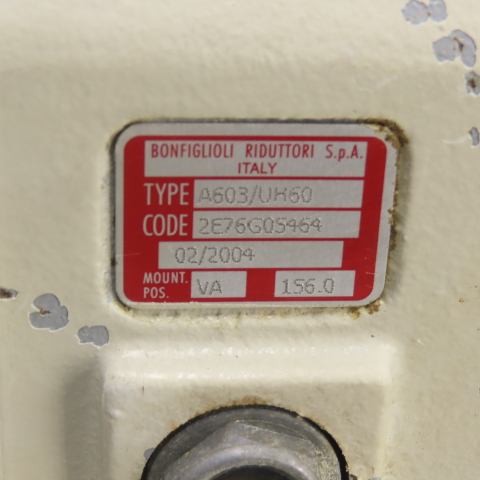 BONFIGLIOLI RIDUTTORI S.p.A.
ITALY
TYPE A603/UH60
CODE 2E76G05464
02/2004
MOUNT. POS. VA 156.0